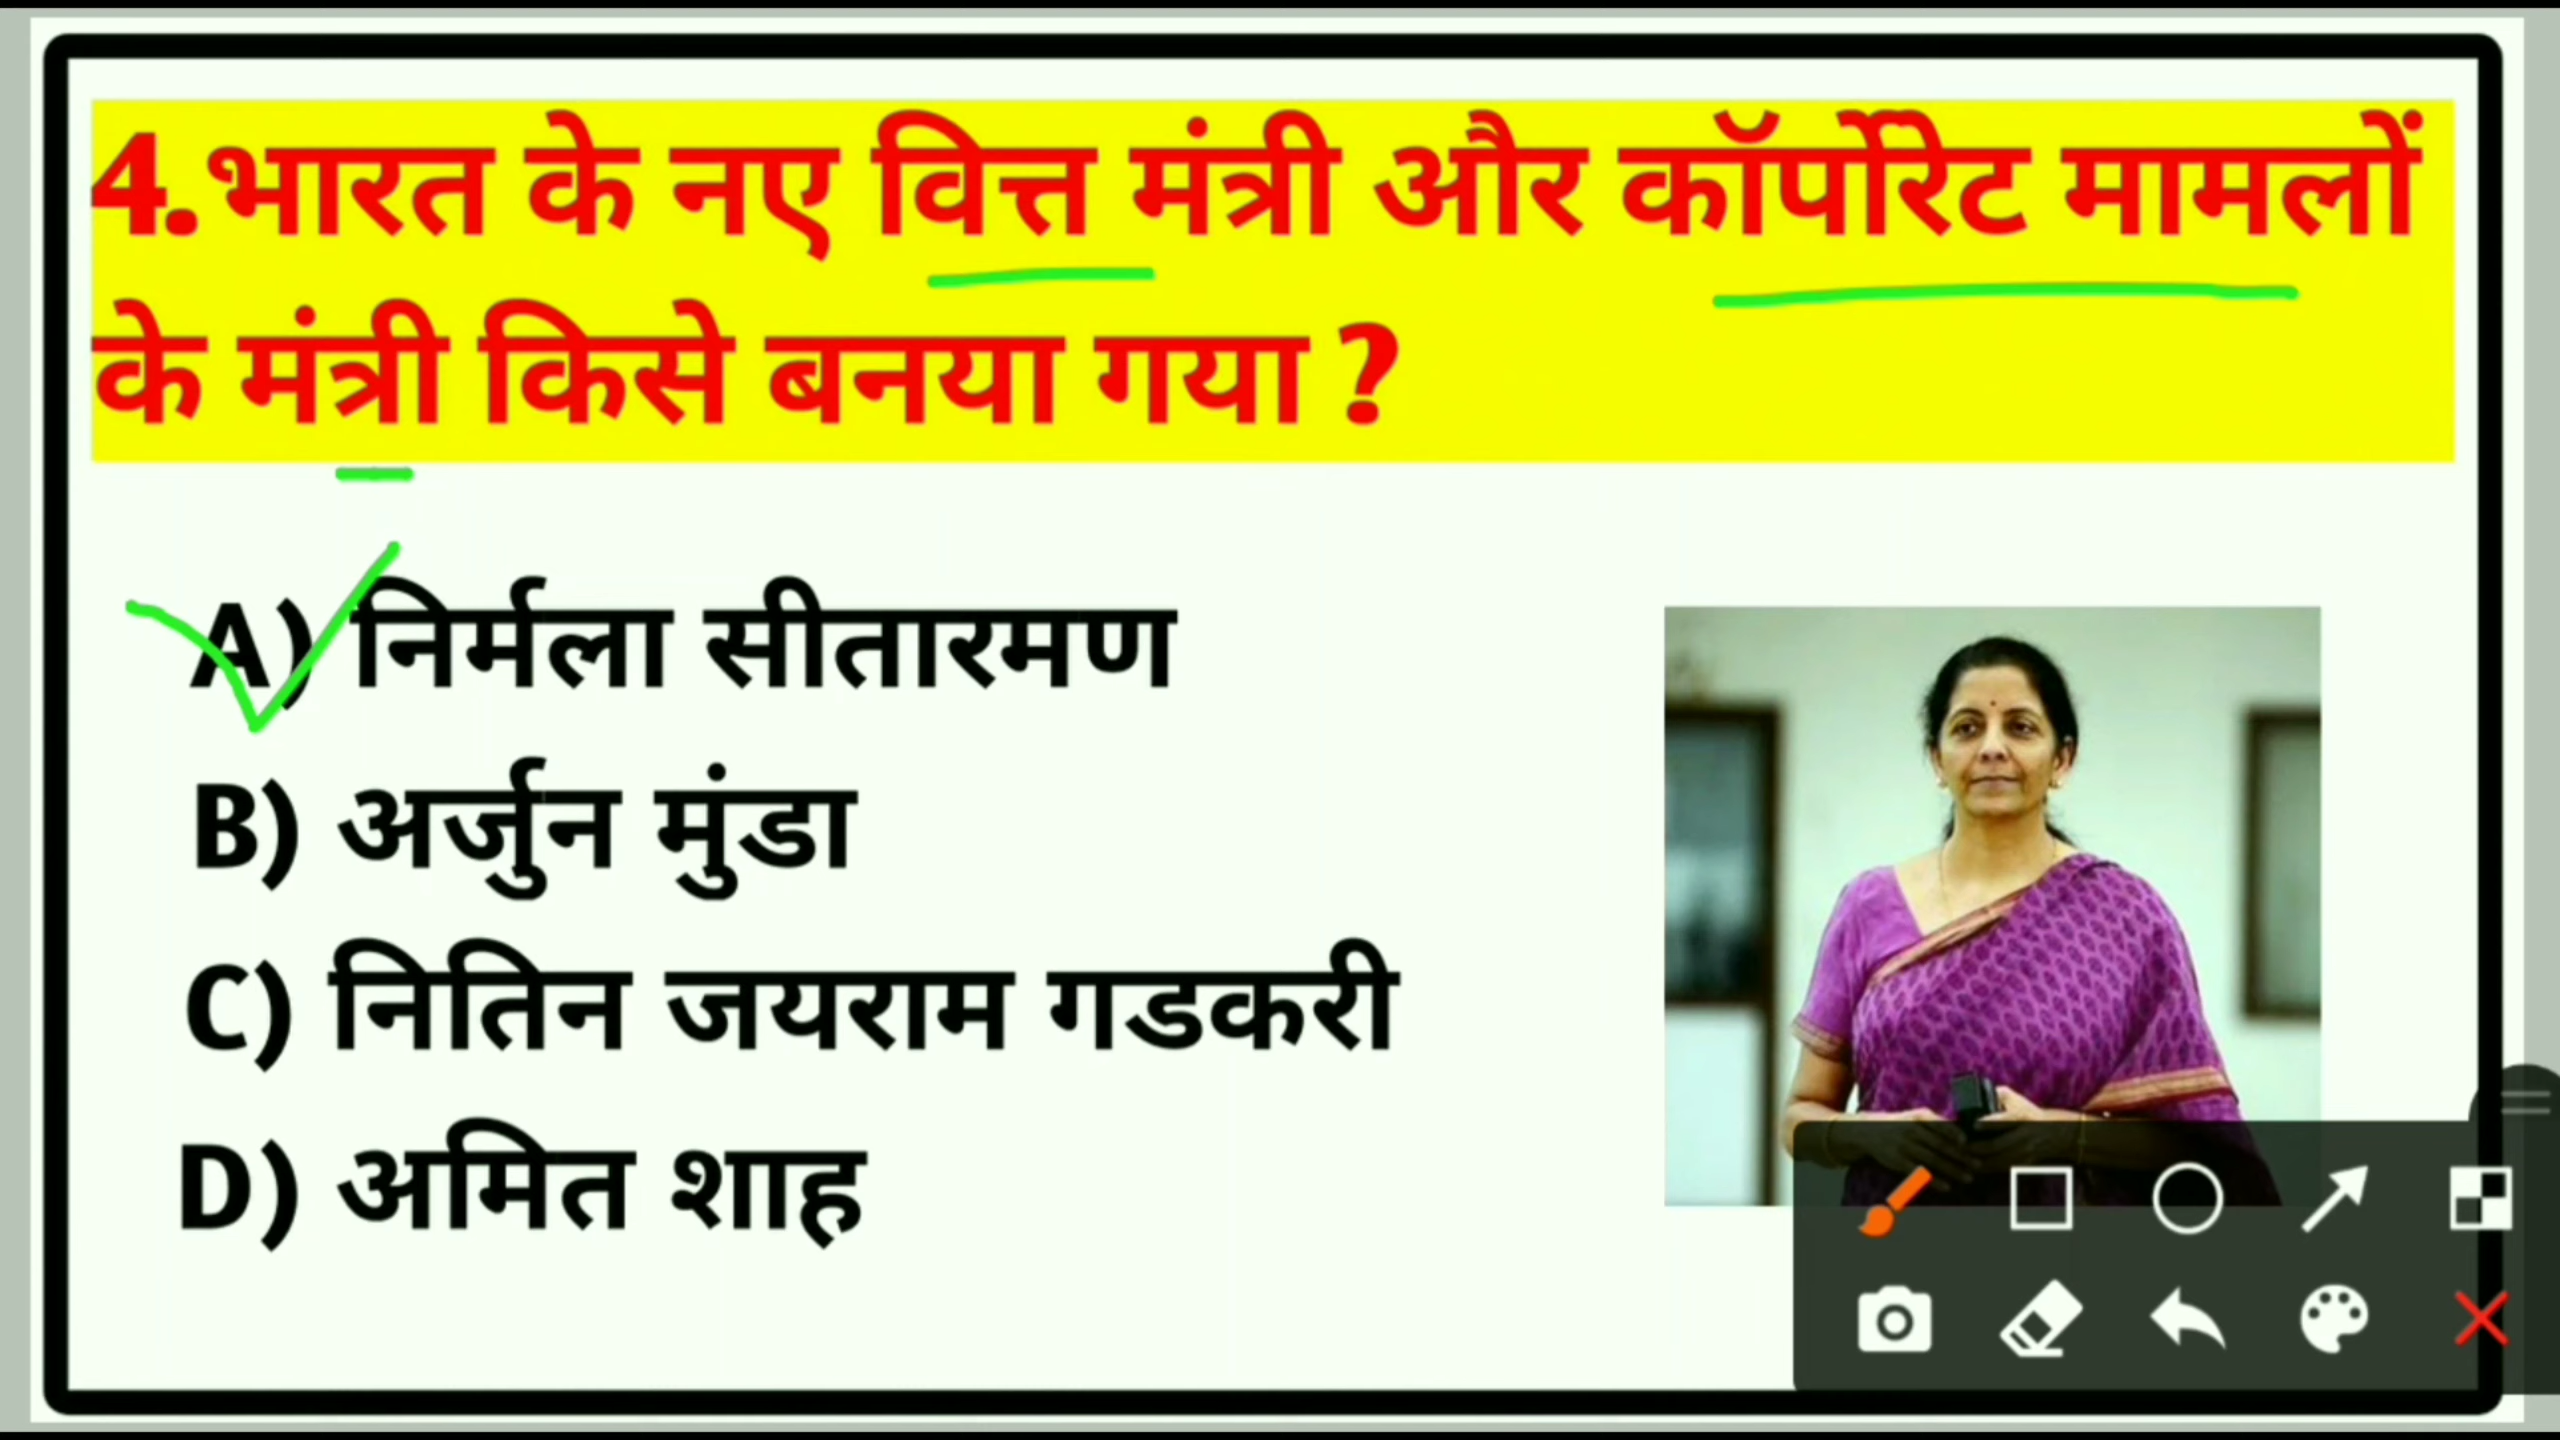 4.भारत के नए वित्त मंत्री और कॉर्पोरेट मामलों
के मंत्री किसे बनया गया ?
A) निर्मला सीतारमण
B) अर्जुन मुंडा
C) नितिन जयराम गडकरी
D) अमित शाह